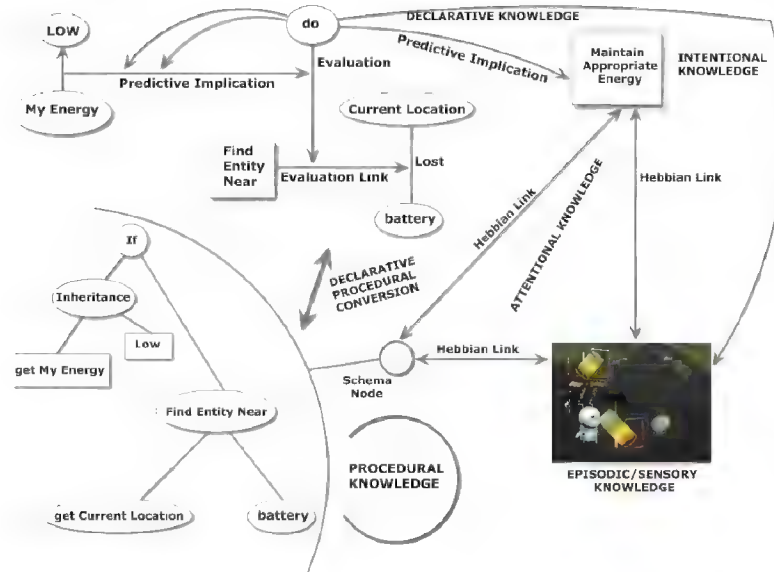 LOW
do
DECLARATIVE KNOWLEDGE
Evaluation
Predictive Implication
Predictive Implication
Maintain
Appropriate
Energy
INTENTIONAL
KNOWLEDGE
My Energy
Current Location
Find
Entity
Near
Evaluation Link
Lost
battery
Hebbian Link
Hebbian Link
ATTENTIONAL KNOWLEDGE
DECLARATIVE
PROCEDURAL
CONVERSION
If
Inheritance
Low
get My Energy
Hebbian Link
Schema
Node
Find Entity Near
PROCEDURAL
KNOWLEDGE
EPISODIC/SENSORY
KNOWLEDGE
get Current Location
battery